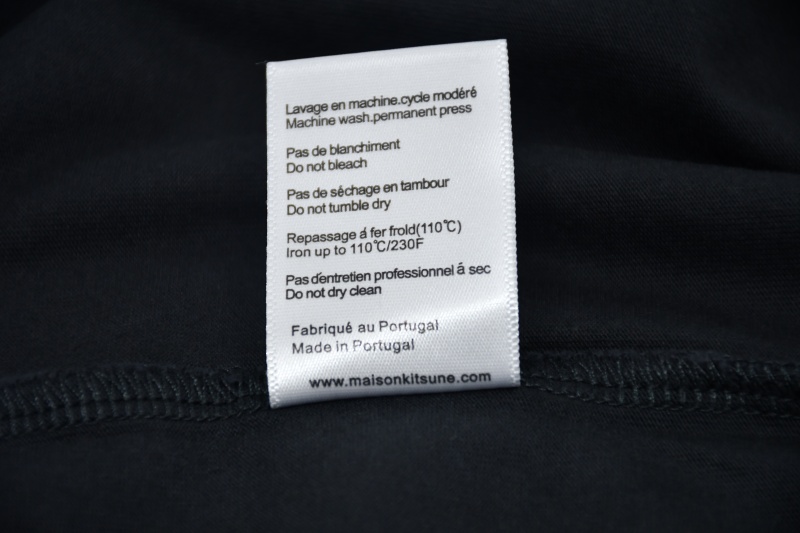 Lavage en machine.cycle modéré
Machine wash.permanent press
Pas de blanchiment
Do not bleach
Pas de séchage en tambour
Do not tumble dry
Repassage á fer frold(110℃)
Iron up to 110℃/230F
Pas d'entretien professionnel á sec
Do not dry clean
Fabriqué au Portugal
Made in Portugal
www.maisonkitsune.com